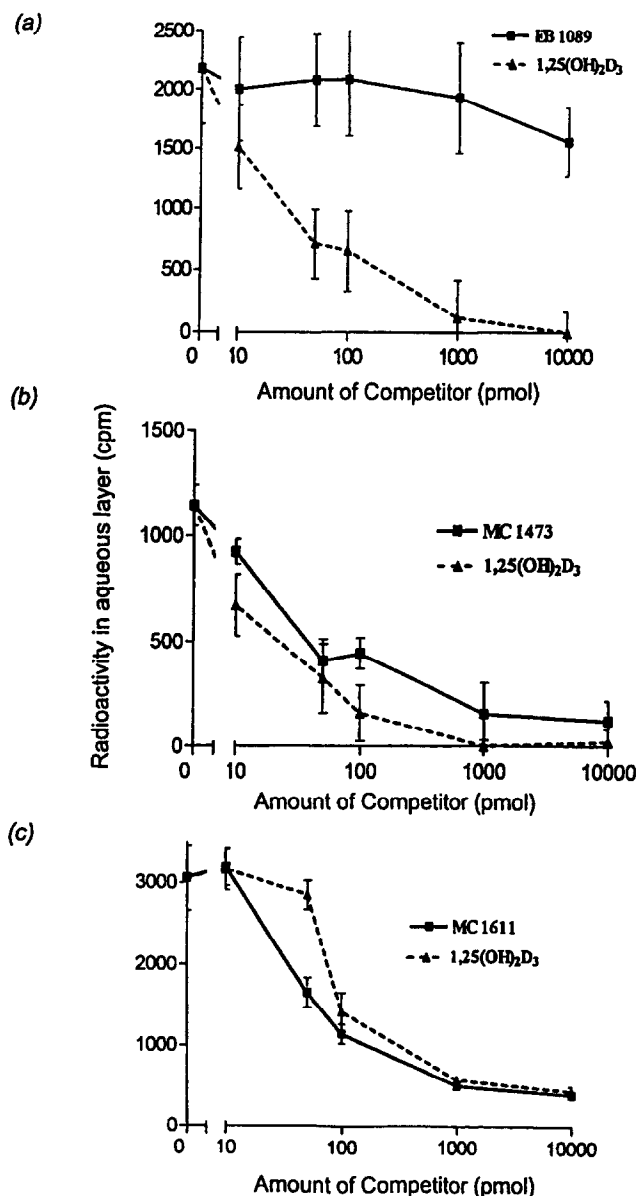 (a)
EB 1089
1,25(OH)₂D₃
2500
2000
1500
1000
500
0
0 10 100 1000 10000
Amount of Competitor (pmol)
(b)
Radioactivity in aqueous layer (cpm)
1500
MC 1473
1,25(OH)₂D₃
1000
500
0
0 10 100 1000 10000
Amount of Competitor (pmol)
(c)
3000
MC 1611
1,25(OH)₂D₃
2000
1000
0
0 10 100 1000 10000
Amount of Competitor (pmol)